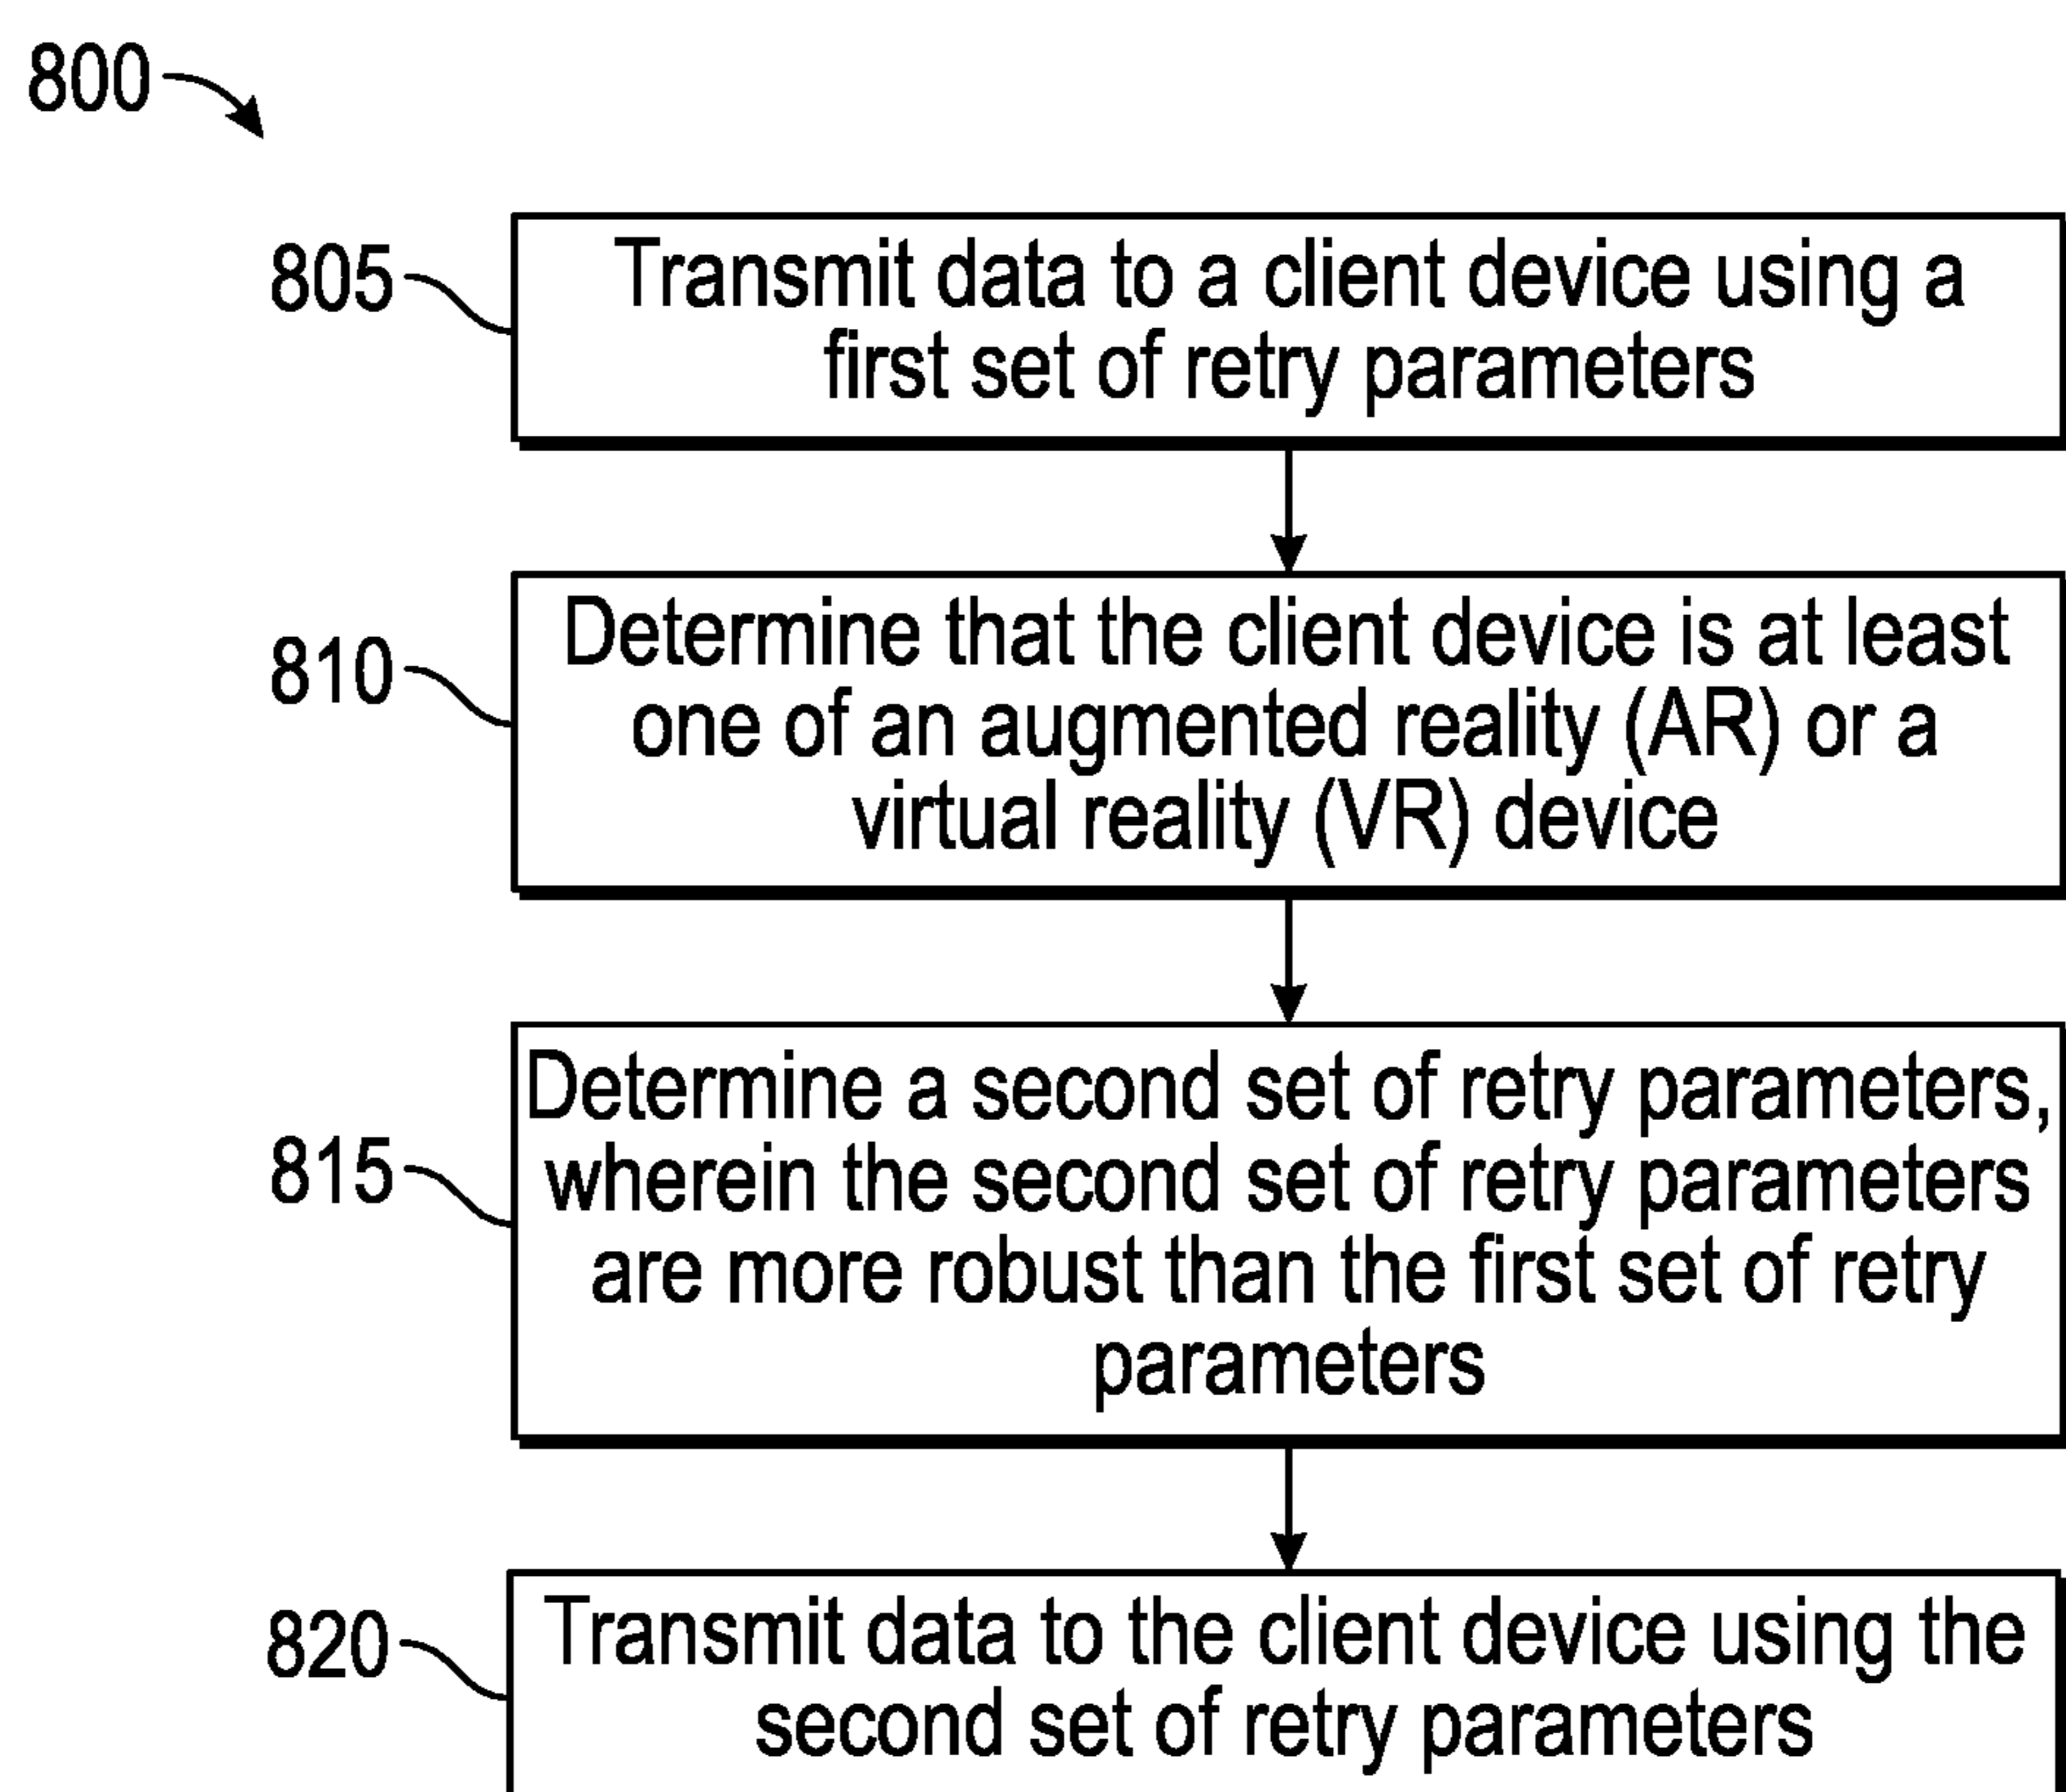 800
805
Transmit data to a client device using a
first set of retry parameters
810
Determine that the client device is at least
one of an augmented reality (AR) or a
virtual reality (VR) device
815
Determine a second set of retry parameters,
wherein the second set of retry parameters
are more robust than the first set of retry
parameters
820
Transmit data to the client device using the
second set of retry parameters